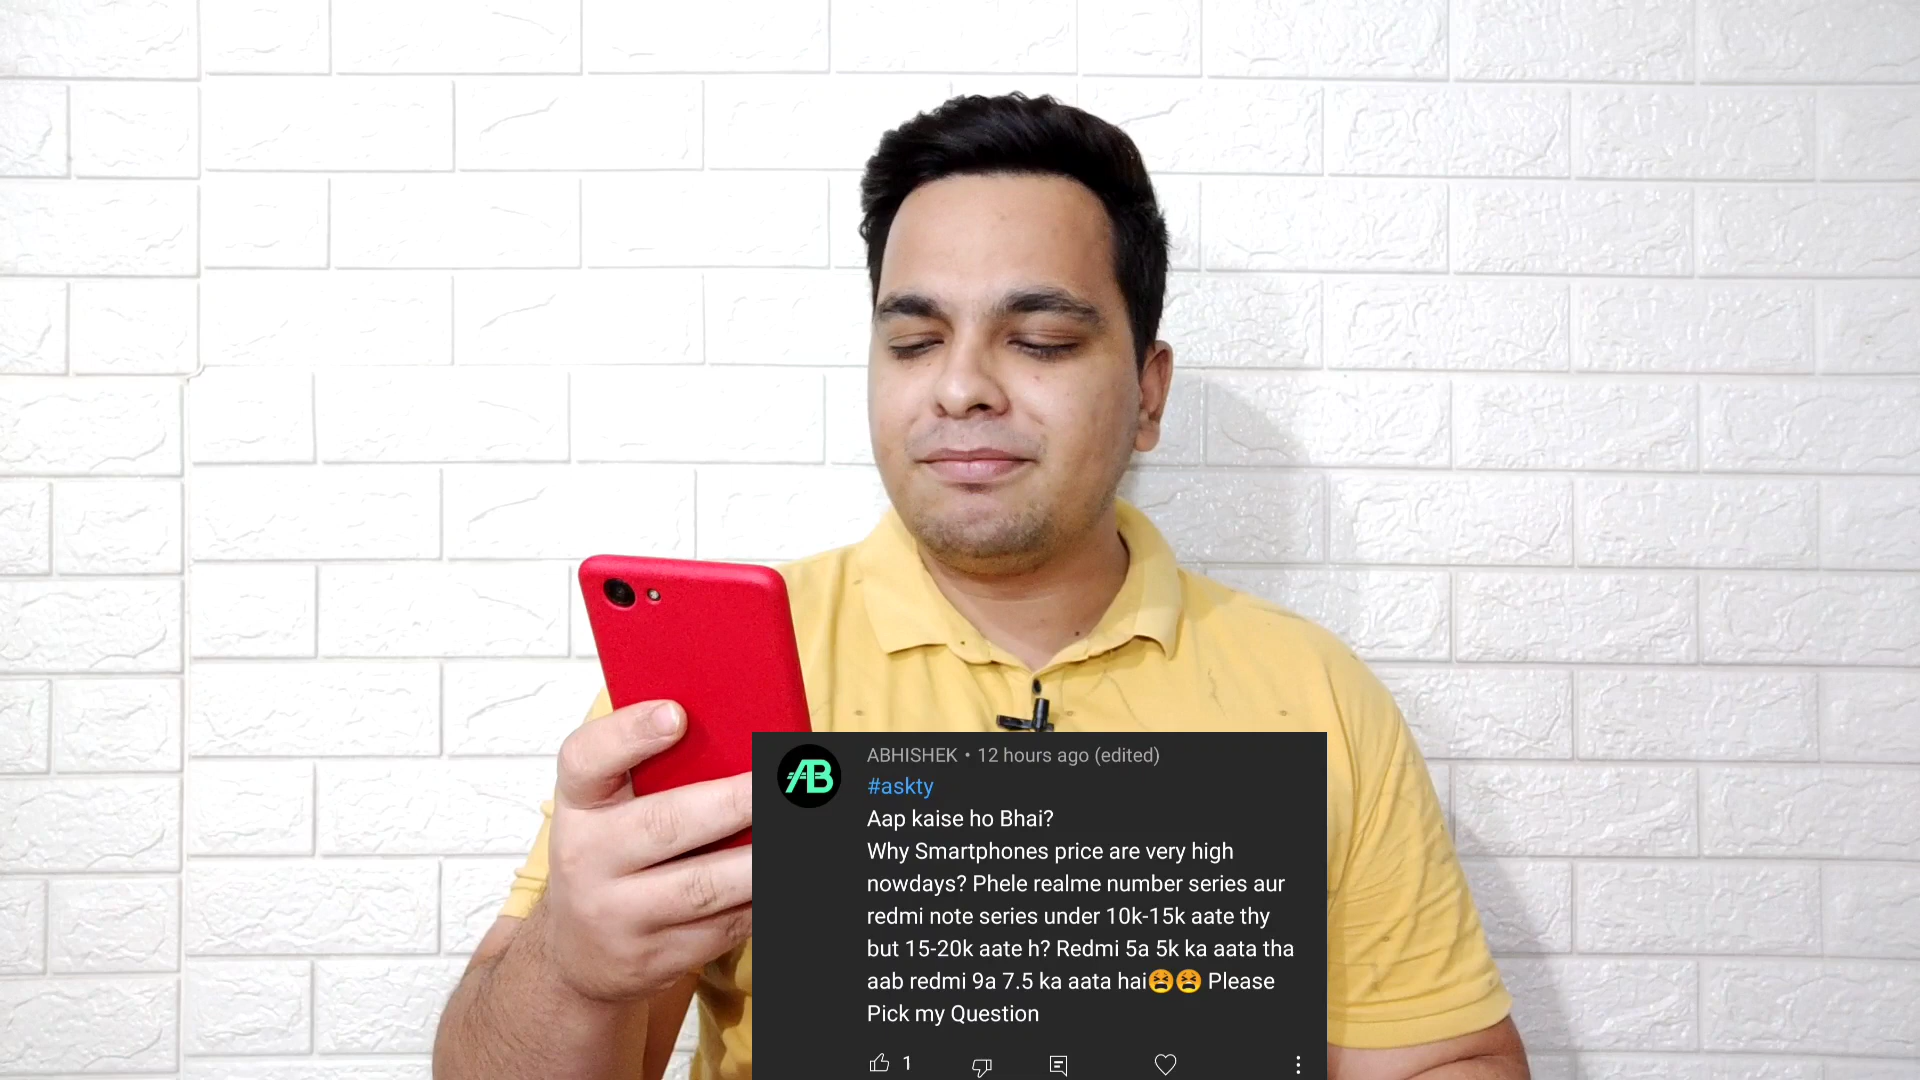 AB
ABHISHEK • 12 hours ago (edited)
#askty
Aap kaise ho Bhai?
Why Smartphones price are very high
nowdays? Phele realme number series aur
redmi note series under 10k-15k aate thy
but 15-20k aate h? Redmi 5a 5k ka aata tha
aab redmi 9a 7.5 ka aata hai😫😫 Please
Pick my Question
1